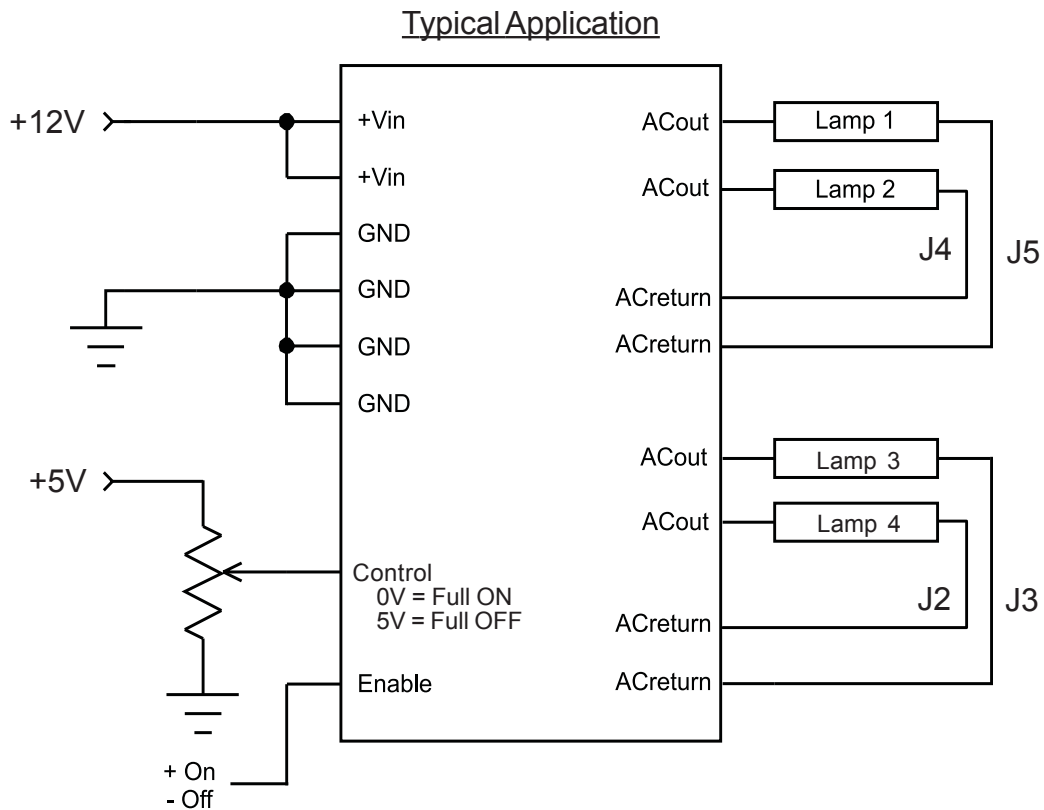 Typical Application
+12V
+Vin
+Vin
GND
GND
GND
GND
+5V
Control
0V = Full ON
5V = Full OFF
Enable
+ On
- Off
ACout
Lamp 1
ACout
Lamp 2
J4
J5
ACreturn
ACreturn
ACout
Lamp 3
ACout
Lamp 4
J2
J3
ACreturn
ACreturn